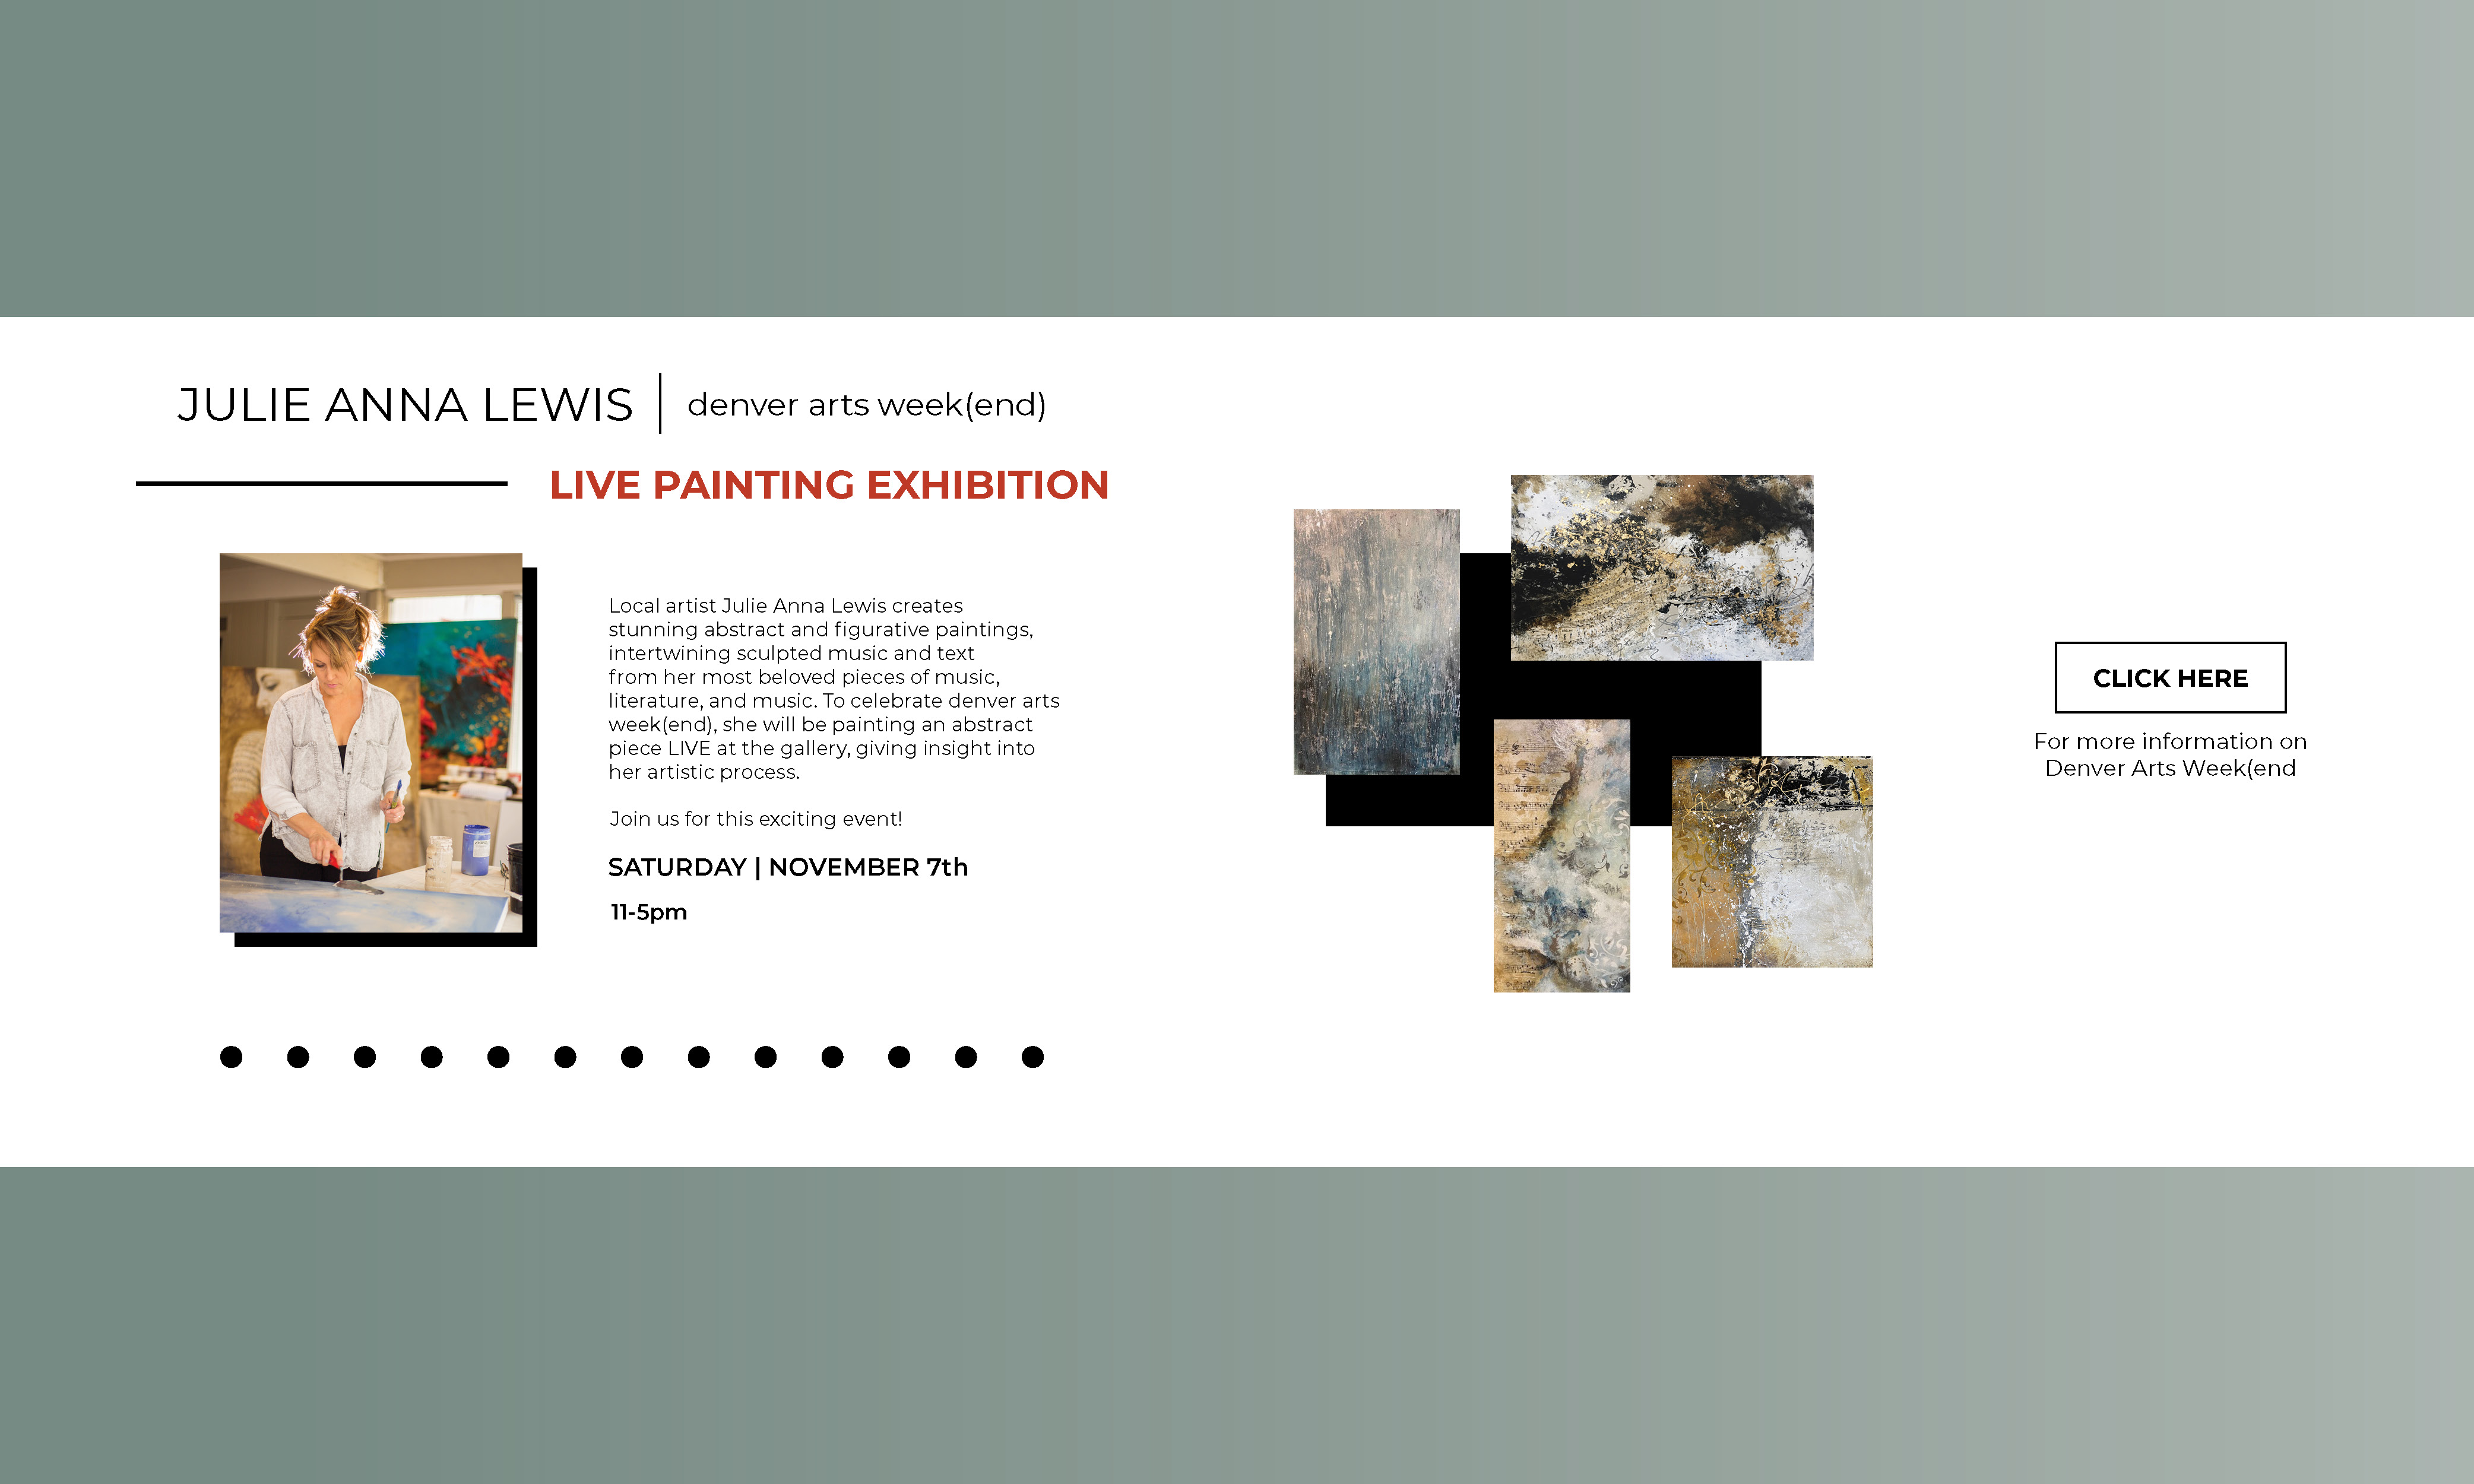 JULIE ANNA LEWIS | denver arts week(end)
LIVE PAINTING EXHIBITION
Local artist Julie Anna Lewis creates
stunning abstract and figurative paintings,
intertwining sculpted music and text
from her most beloved pieces of music,
literature, and music. To celebrate denver arts
week(end), she will be painting an abstract
piece LIVE at the gallery, giving insight into
her artistic process.
Join us for this exciting event!
SATURDAY | NOVEMBER 7th
11-5pm
CLICK HERE
For more information on
Denver Arts Week(end